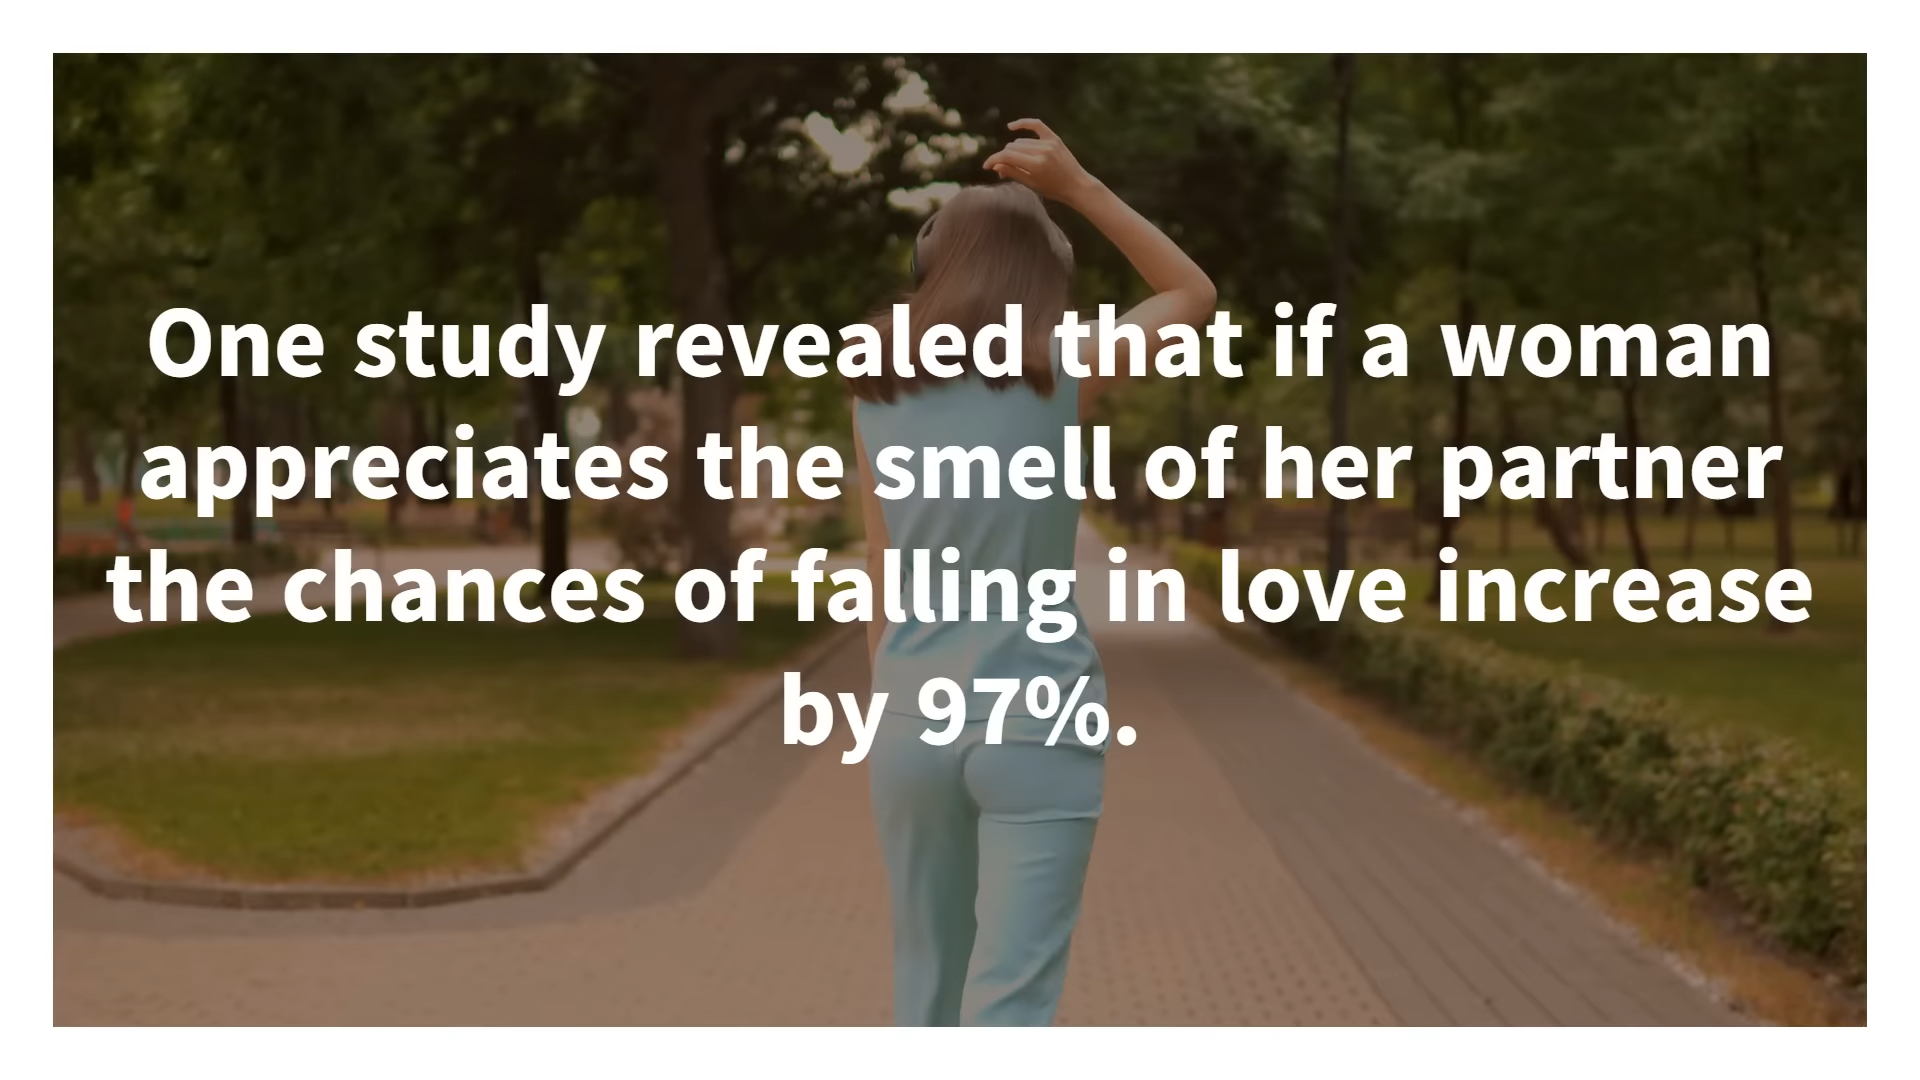 One study revealed that if a woman
appreciates the smell of her partner
the chances of falling in love increase
by 97%.